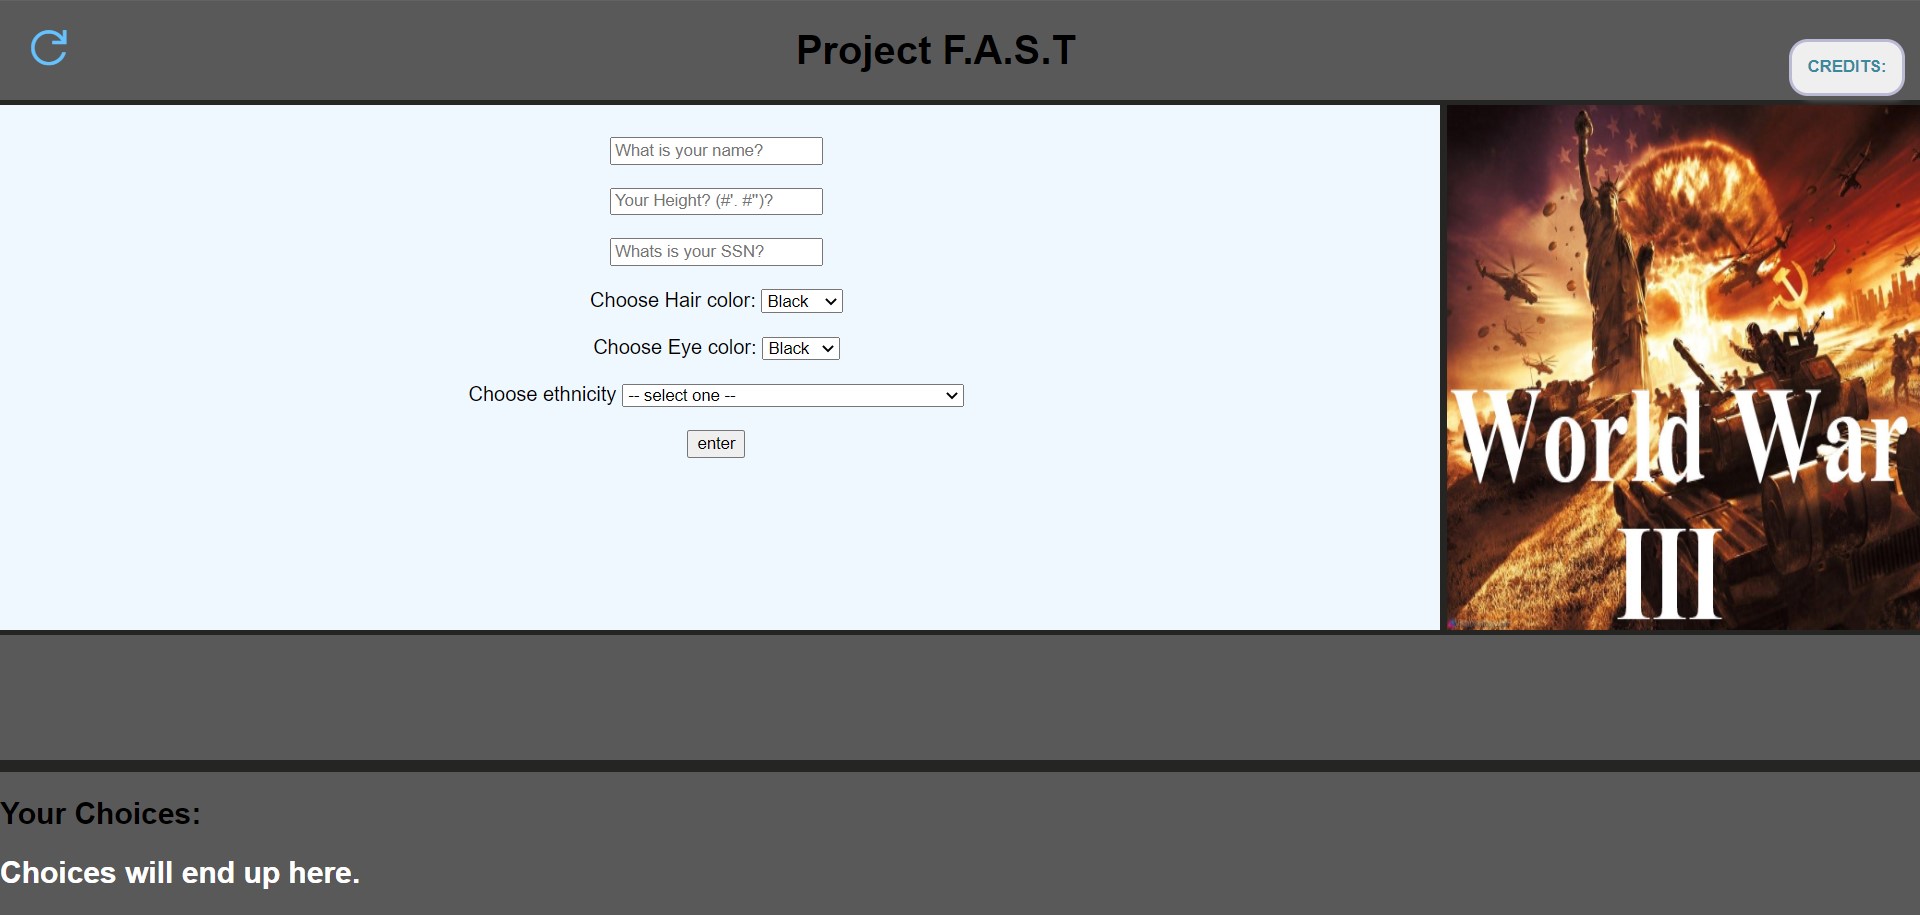 Project F.A.S.T
CREDITS:
What is your name?
Your Height? (#'. #")?
Whats is your SSN?
Choose Hair color: Black
Choose Eye color: Black
Choose ethnicity -- select one --
enter
World War
III
Your Choices:
Choices will end up here.